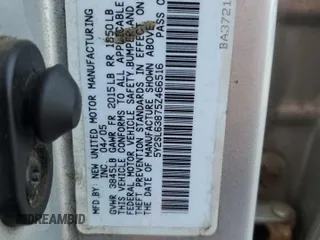 MFD BY: NEW UNITED MOTOR MANUFACTURING
INC 04/05
GVWR 3845LB GAWR FR 2015LB RR 1850LB
THIS VEHICLE CONFORMS TO ALL APPLICABLE
FEDERAL MOTOR VEHICLE SAFETY, BUMPER, AND
THEFT PREVENTION STANDARDS IN EFFECT ON
THE DATE OF MANUFACTURE SHOWN ABOVE.
5Y2SL63875Z466516 PASS C
BA3721
BIDREAMBID